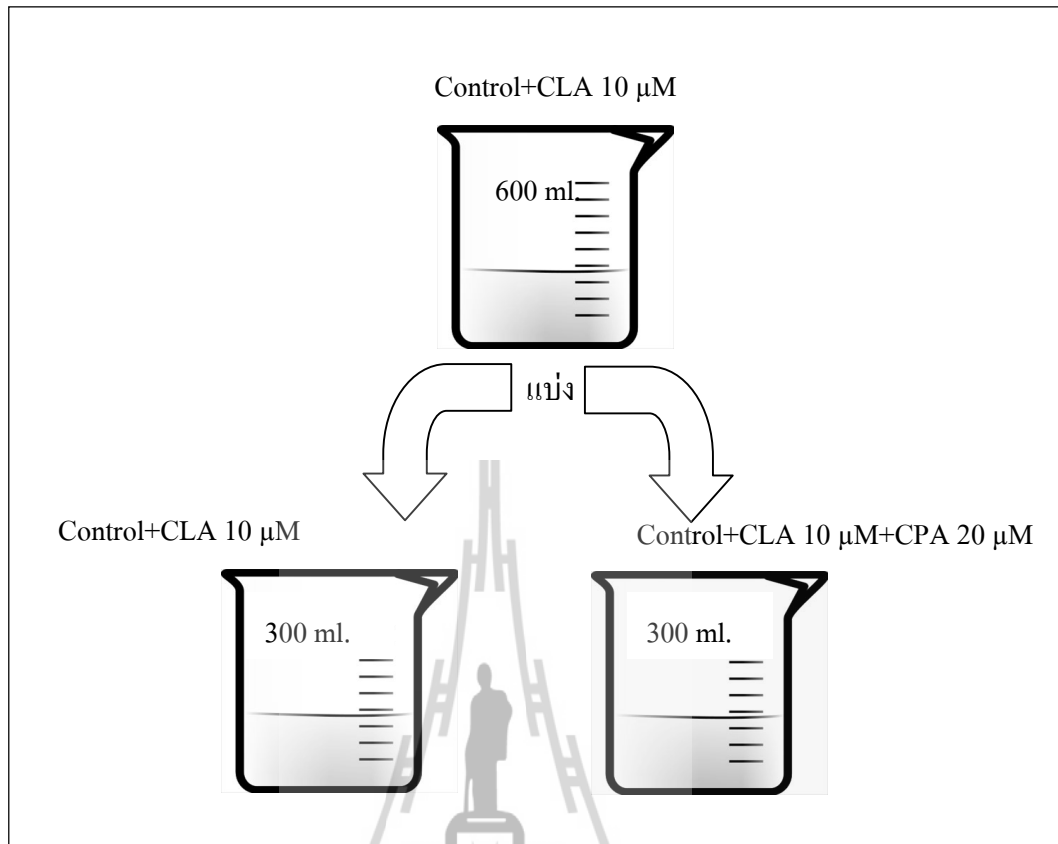 Control+CLA 10 µM
600 ml.
แบ่ง
Control+CLA 10 µM
Control+CLA 10 µM+CPA 20 µM
300 ml.
300 ml.